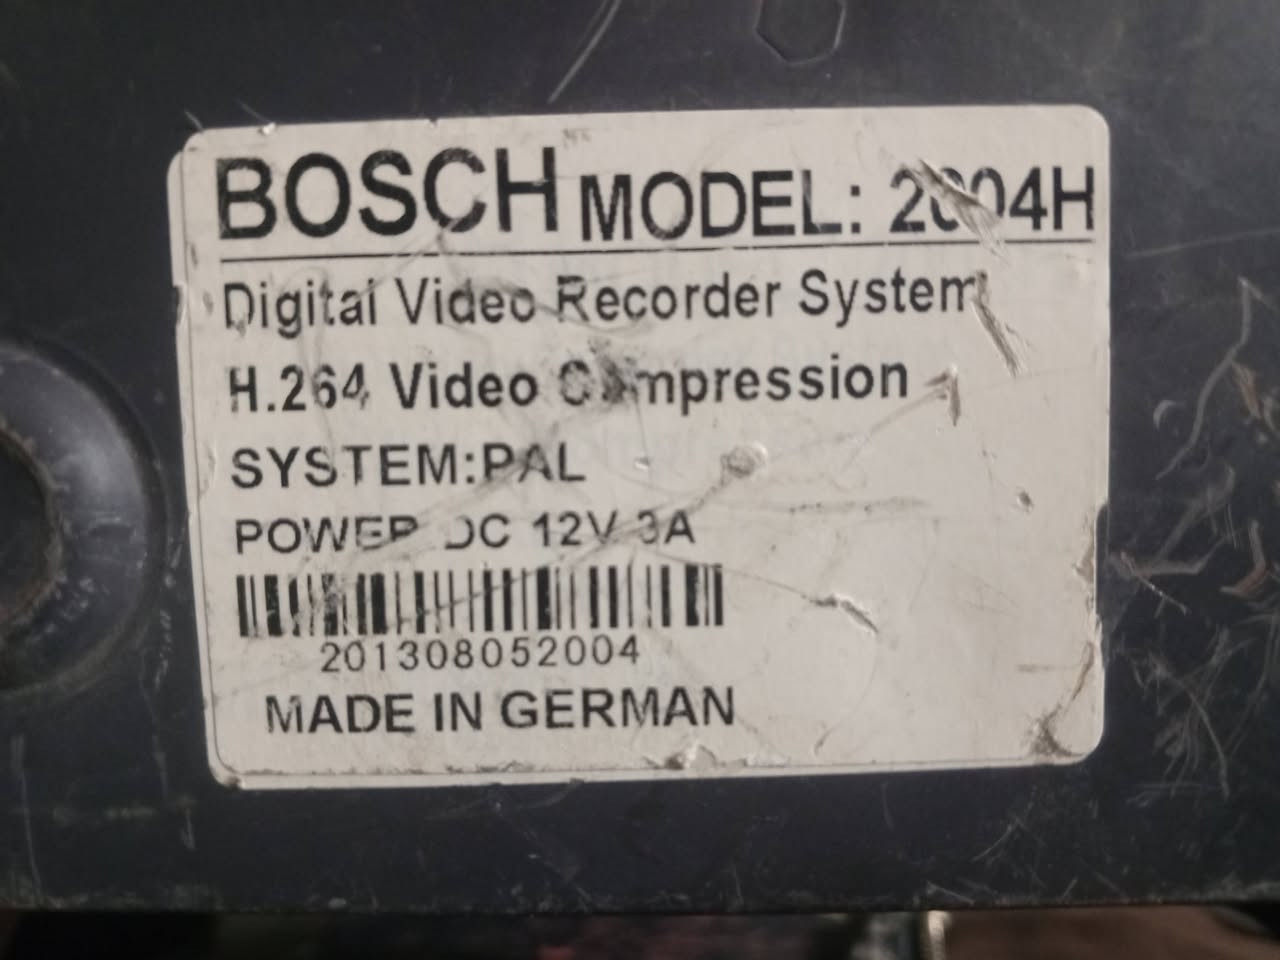 BOSCH MODEL: 2004H
Digital Video Recorder System
H.264 Video Compression
SYSTEM:PAL
POWER DC 12V 3A
201308052004
MADE IN GERMAN